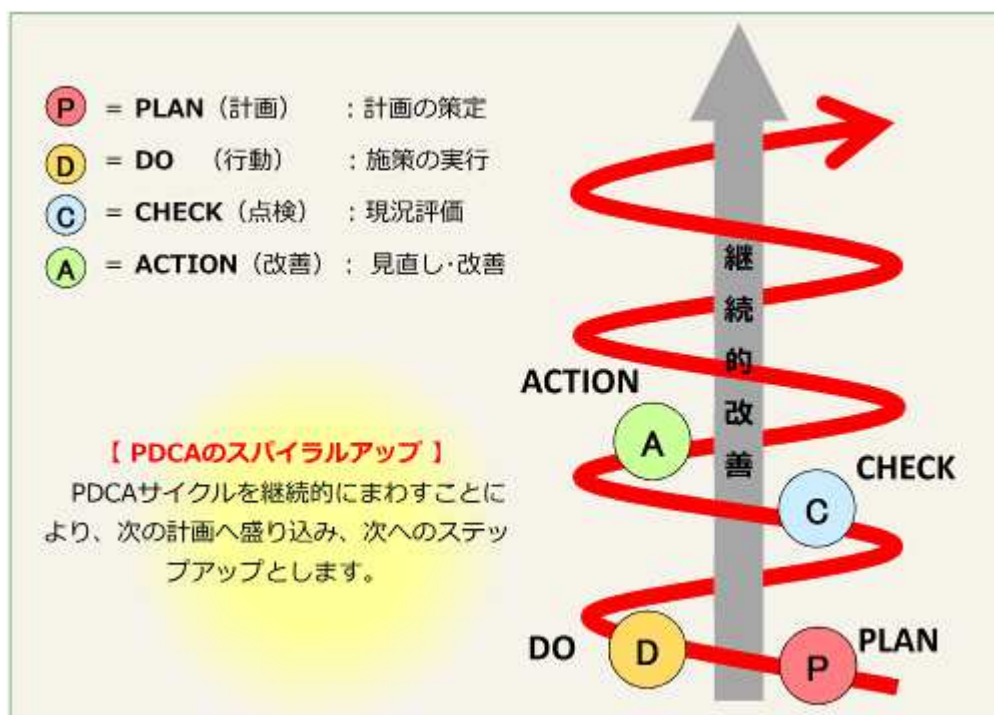 P = PLAN（計画）　：計画の策定
D = DO　（行動）　：施策の実行
C = CHECK（点検）　：現況評価
A = ACTION（改善）： 見直し･改善
【 PDCAのスパイラルアップ 】
PDCAサイクルを継続的にまわすことに
より、次の計画へ盛り込み、次へのステッ
プアップとします。
継続的改善
ACTION
A
CHECK
C
DO
D
P
PLAN